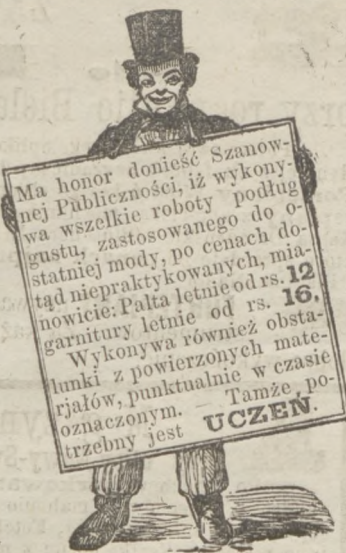 Ma honor donieść Szanow-
nej Publiczności, iż wykony-
wa wszelkie roboty podług
gustu, zastosowanego do o-
statniej mody, po cenach do-
tąd niepraktykowanych, mia-
nowicie: Palta letnie od rs. 12
garnitury letnie od rs. 16.
Wykonywa również obsta-
lunki z powierzonych mate-
rjałów, punktualnie w czasie
oznaczonym. — Tamże po-
trzebny jest UCZEŃ.